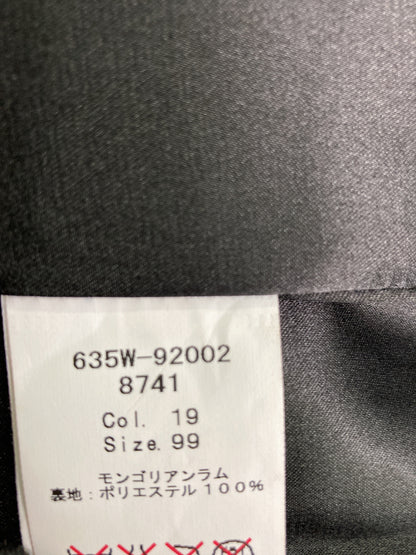 635W-92002
8741
Col. 19
Size. 99
モンゴリアンラム
裏地：ポリエステル１００％